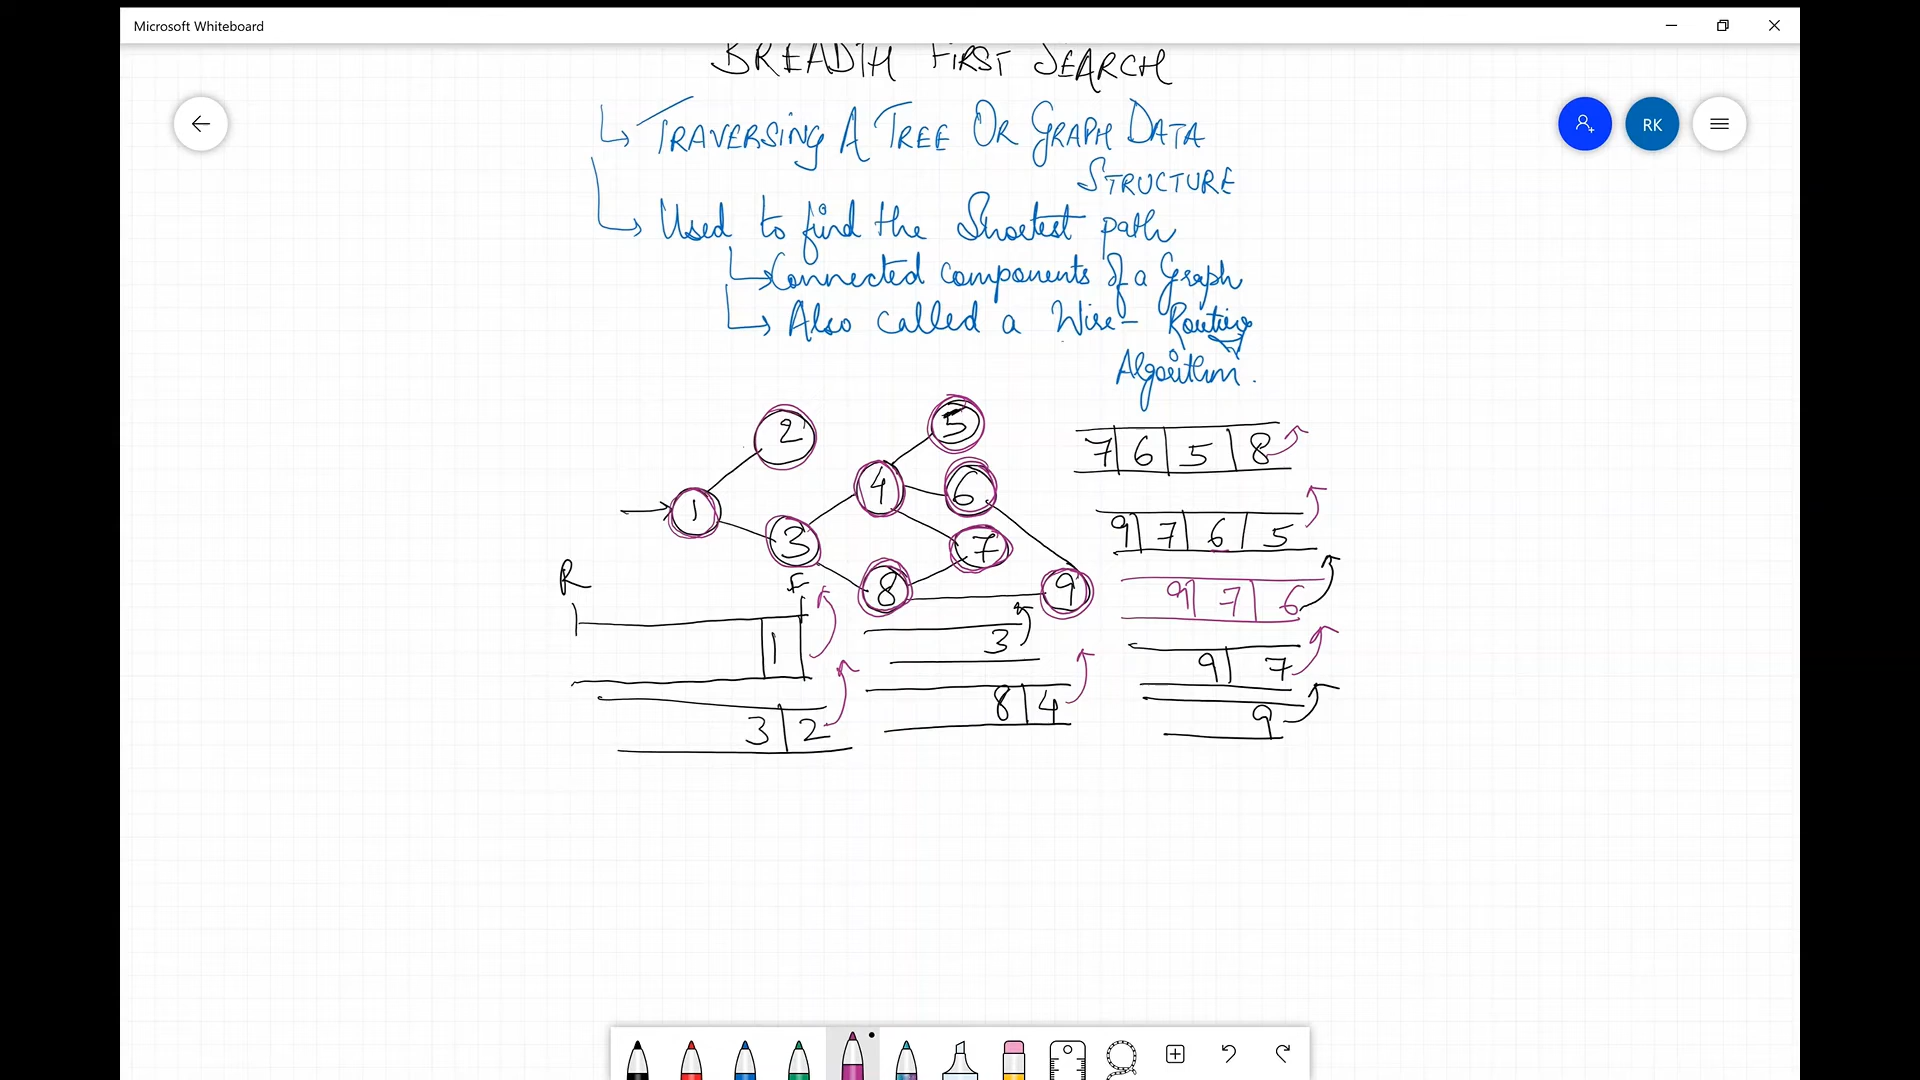 Microsoft Whiteboard
BREADTH FIRST SEARCH
TRAVERSING A TREE OR GRAPH DATA
STRUCTURE
RK
Used to find the Shortest path
Connected components of a Graph
Also called a Wire- Routing
Algorithm.
2
5
1
4
6
3
7
8
9
R
F
1
3 2
3
8 4
7 6 5 8
9 7 6 5
9 7 6
9 7
9